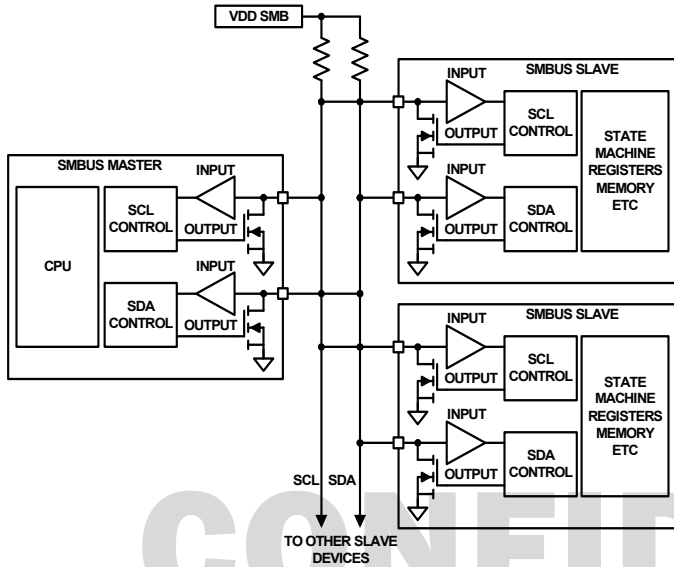 VDD SMB
SMBUS MASTER
CPU
SCL
CONTROL
INPUT
OUTPUT
SDA
CONTROL
INPUT
OUTPUT
SMBUS SLAVE
INPUT
OUTPUT
SCL
CONTROL
INPUT
OUTPUT
SDA
CONTROL
STATE
MACHINE
REGISTERS
MEMORY
ETC
SMBUS SLAVE
INPUT
OUTPUT
SCL
CONTROL
INPUT
OUTPUT
SDA
CONTROL
STATE
MACHINE
REGISTERS
MEMORY
ETC
SCL SDA
TO OTHER SLAVE
DEVICES